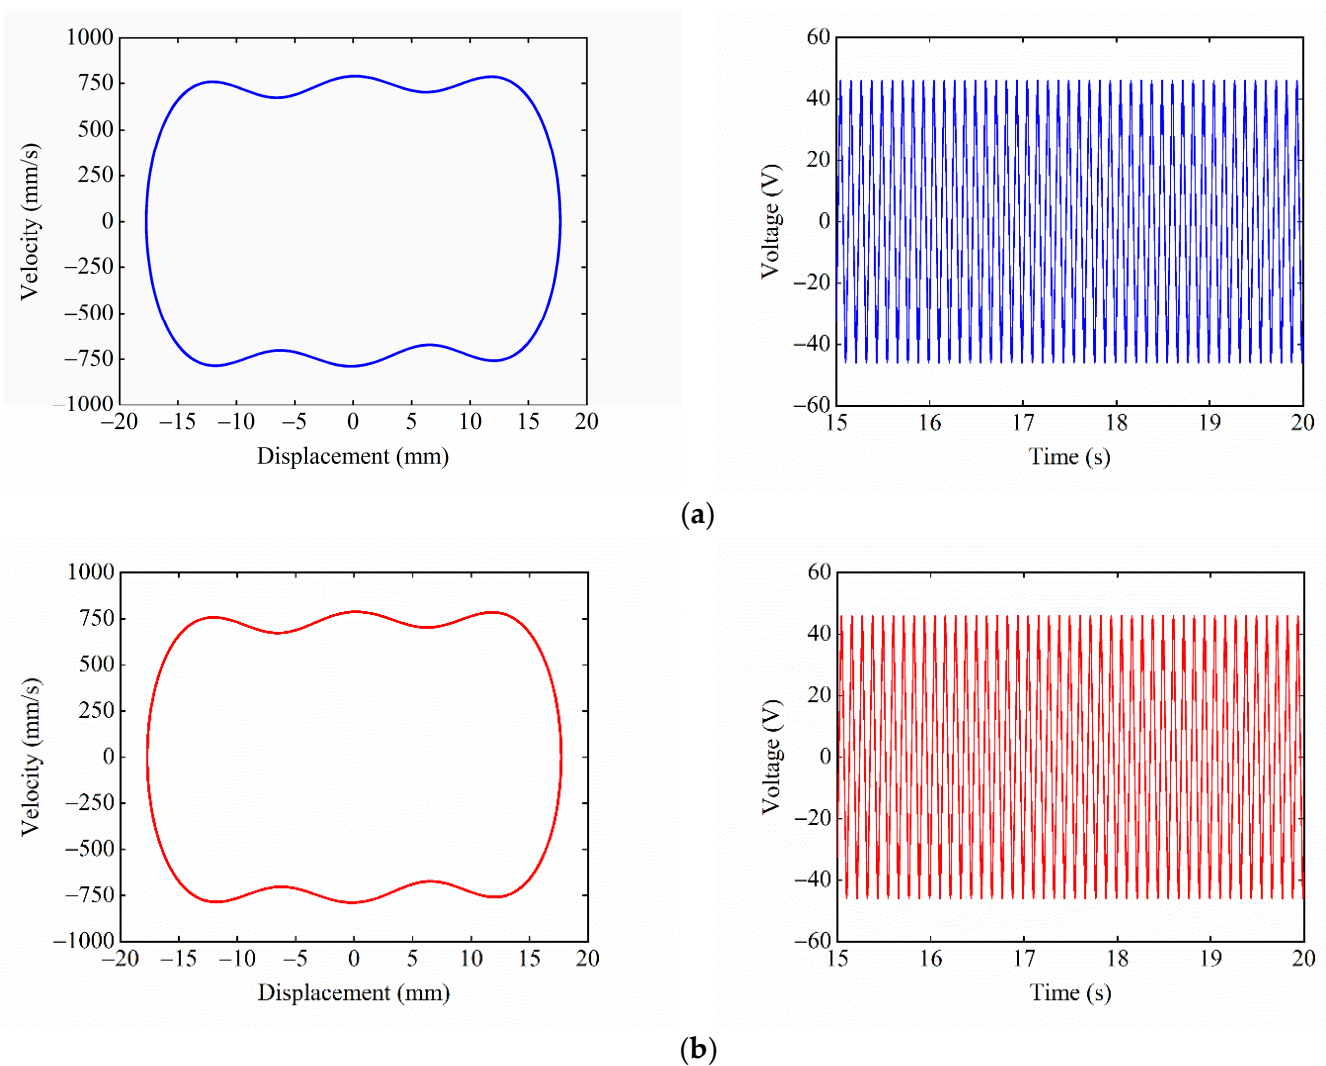 1000
750
500
250
0
−250
−500
−750
−1000
Velocity (mm/s)
−20 −15 −10 −5 0 5 10 15 20
Displacement (mm)
60
40
20
0
−20
−40
−60
Voltage (V)
15 16 17 18 19 20
Time (s)
(a)
1000
750
500
250
0
−250
−500
−750
−1000
Velocity (mm/s)
−20 −15 −10 −5 0 5 10 15 20
Displacement (mm)
60
40
20
0
−20
−40
−60
Voltage (V)
15 16 17 18 19 20
Time (s)
(b)